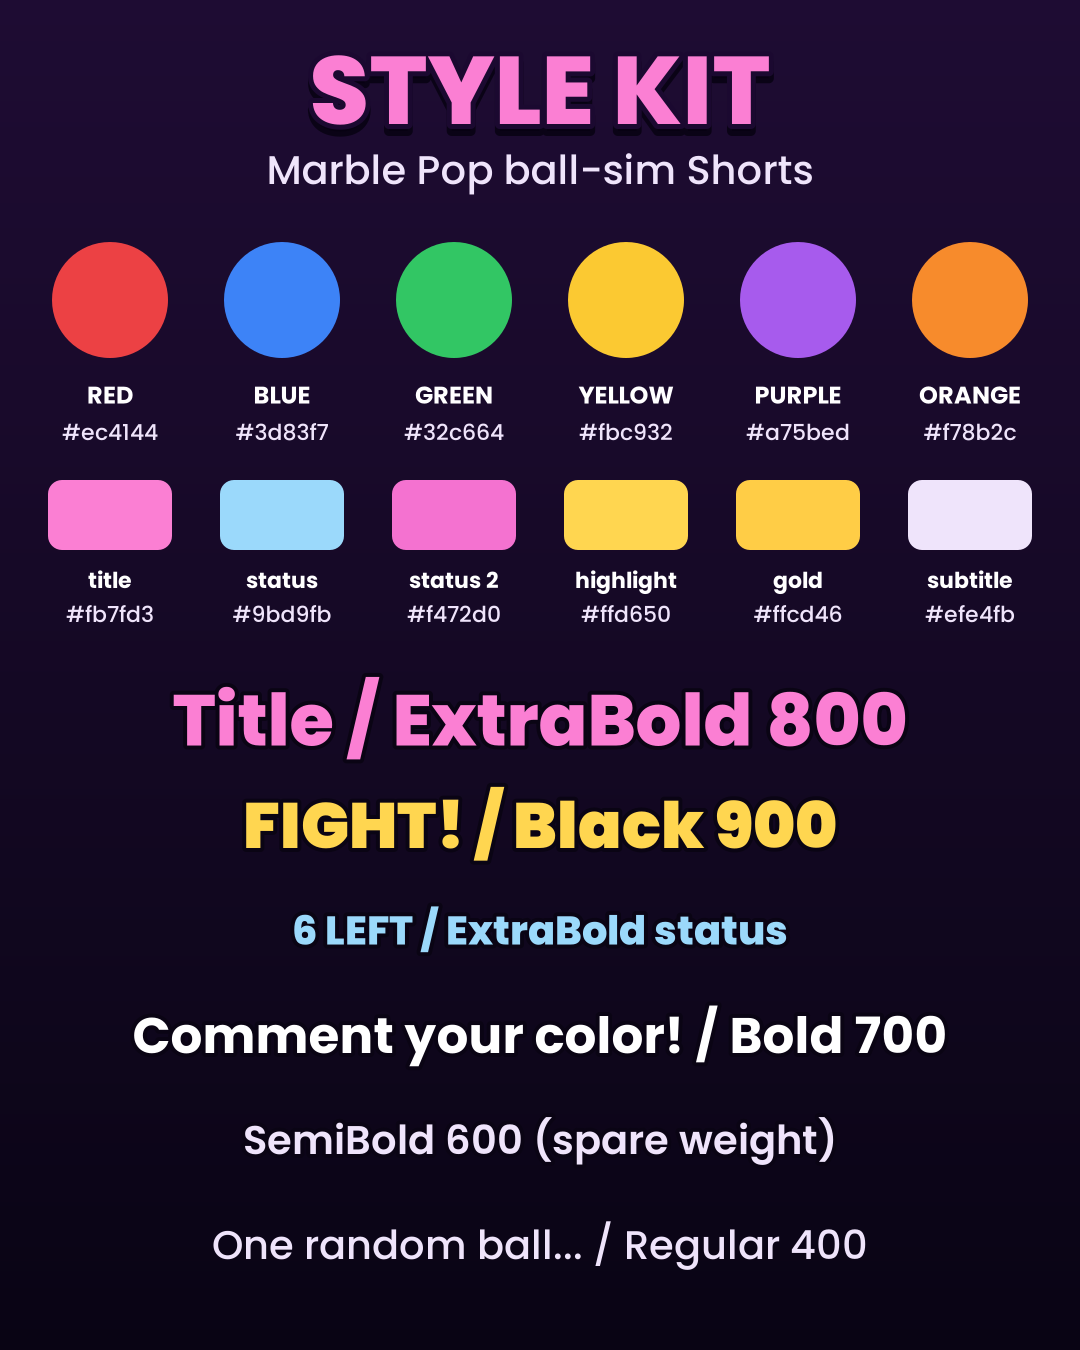 STYLE KIT
Marble Pop ball-sim Shorts
RED BLUE GREEN YELLOW PURPLE ORANGE
#ec4144 #3d83f7 #32c664 #fbc932 #a75bed #f78b2c
title status status 2 highlight gold subtitle
#fb7fd3 #9bd9fb #f472d0 #ffd650 #ffcd46 #efe4fb
Title / ExtraBold 800
FIGHT! / Black 900
6 LEFT / ExtraBold status
Comment your color! / Bold 700
SemiBold 600 (spare weight)
One random ball... / Regular 400